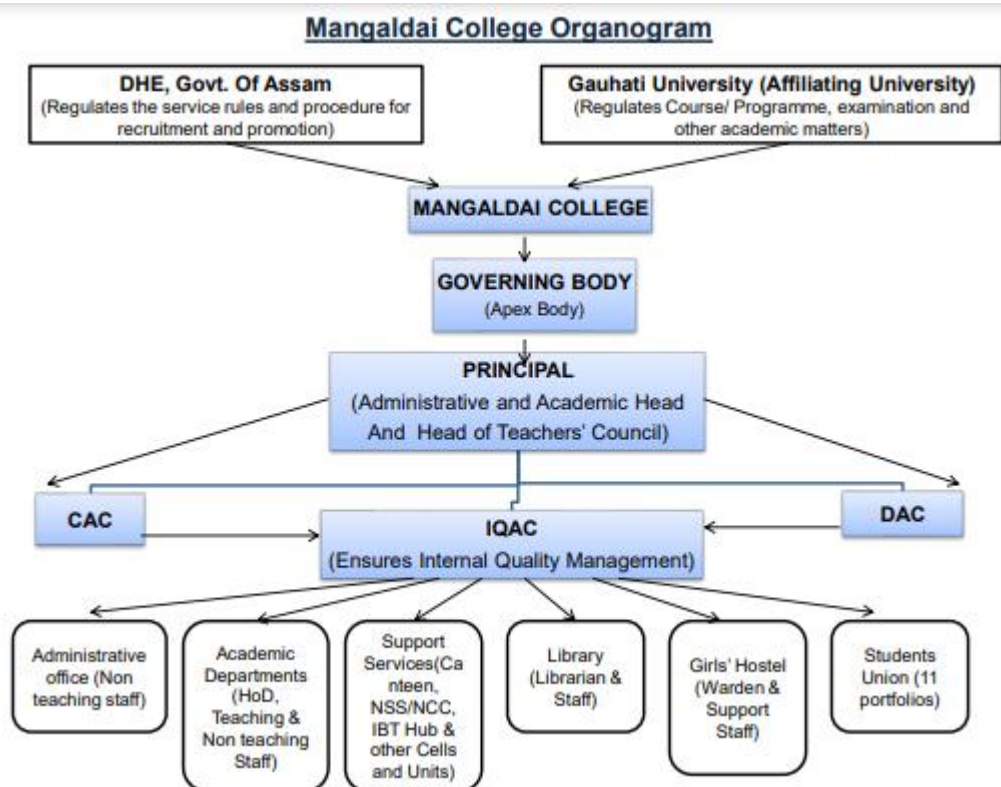 Mangaldai College Organogram
DHE, Govt. Of Assam
(Regulates the service rules and procedure for
recruitment and promotion)
Gauhati University (Affiliating University)
(Regulates Course/ Programme, examination and
other academic matters)
MANGALDAI COLLEGE
GOVERNING BODY
(Apex Body)
PRINCIPAL
(Administrative and Academic Head
And Head of Teachers' Council)
CAC
DAC
IQAC
(Ensures Internal Quality Management)
Administrative
office (Non
teaching staff)
Academic
Departments
(HoD,
Teaching &
Non teaching
Staff)
Support
Services(Ca
nteen,
NSS/NCC,
IBT Hub &
other Cells
and Units)
Library
(Librarian &
Staff)
Girls' Hostel
(Warden &
Support
Staff)
Students
Union (11
portfolios)